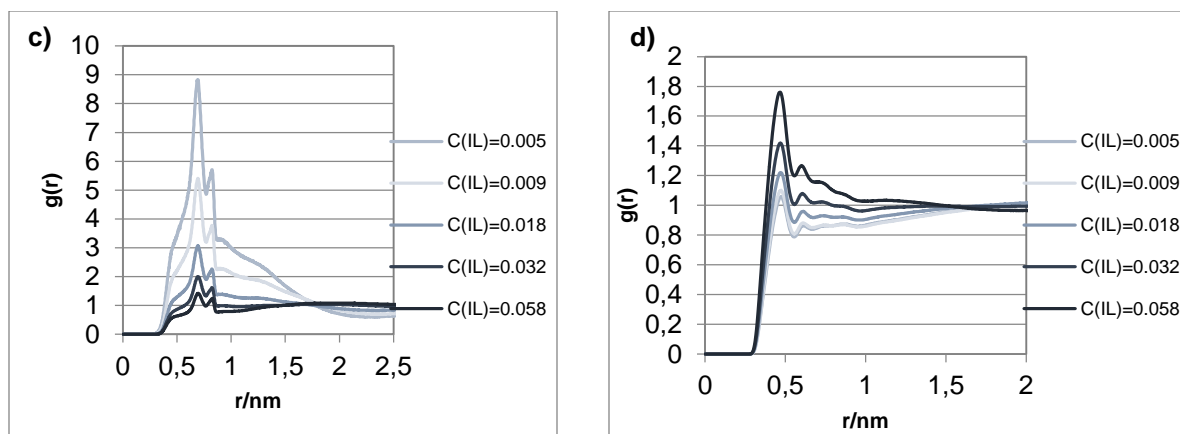 c)
g(r)
10
9
8
7
6
5
4
3
2
1
0
0 0,5 1 1,5 2 2,5
r/nm
C(IL)=0.005
C(IL)=0.009
C(IL)=0.018
C(IL)=0.032
C(IL)=0.058
d)
g(r)
2
1,8
1,6
1,4
1,2
1
0,8
0,6
0,4
0,2
0
0 0,5 1 1,5 2
r/nm
C(IL)=0.005
C(IL)=0.009
C(IL)=0.018
C(IL)=0.032
C(IL)=0.058